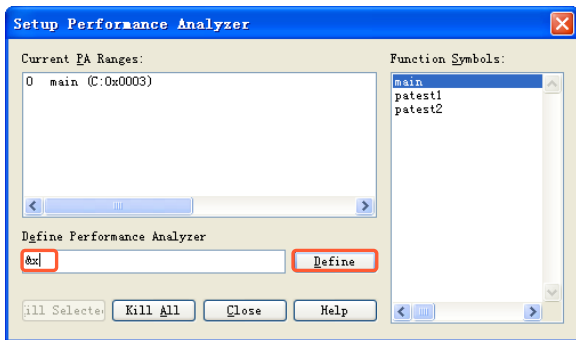 Setup Performance Analyzer
Current PA Ranges:
Function Symbols:
0 main (C:0x0003)
main
patest1
patest2
Define Performance Analyzer
&x
Define
ill Selecte
Kill All
Close
Help